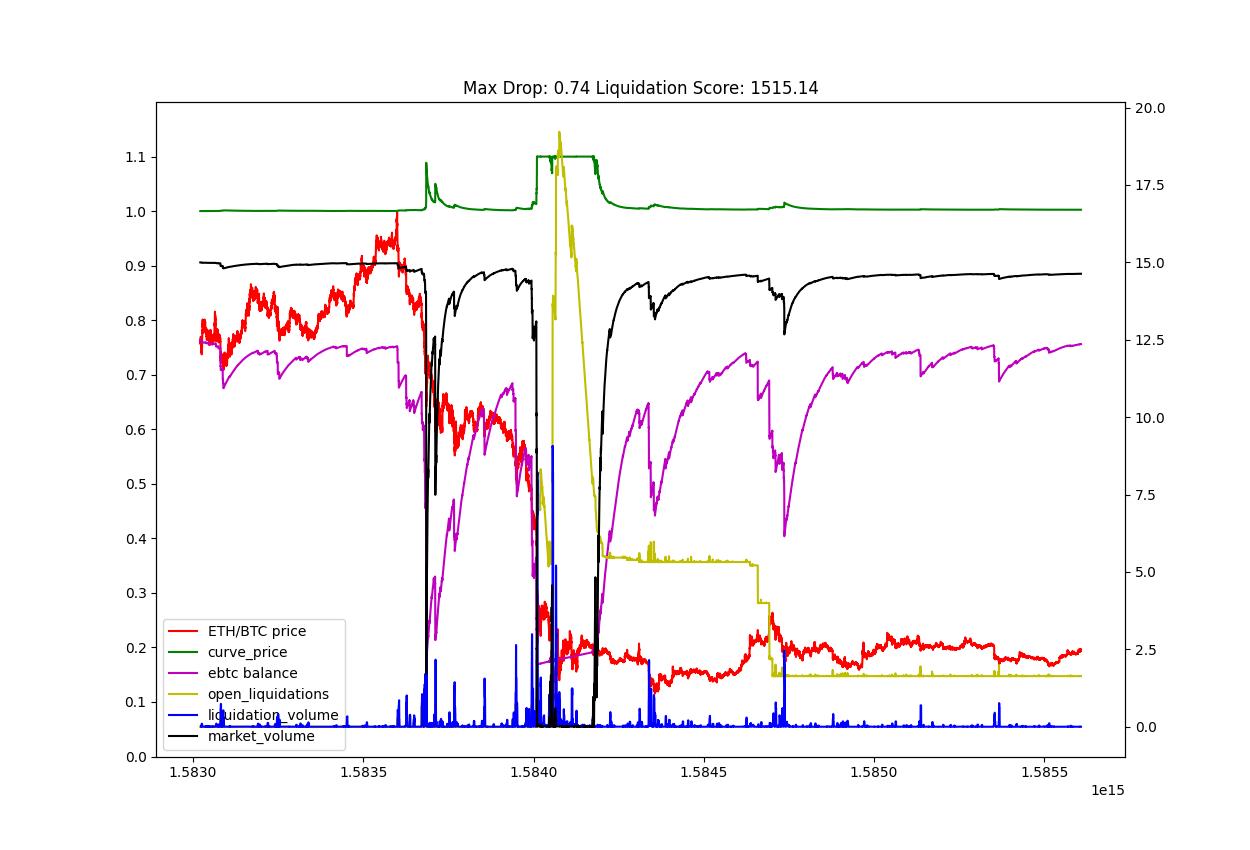 Max Drop: 0.74 Liquidation Score: 1515.14
1.1
1.0
0.9
0.8
0.7
0.6
0.5
0.4
0.3
0.2
0.1
0.0
20.0
17.5
15.0
12.5
10.0
7.5
5.0
2.5
0.0
ETH/BTC price
curve_price
ebtc balance
open_liquidations
liquidation_volume
market_volume
1.5830 1.5835 1.5840 1.5845 1.5850 1.5855
1e15